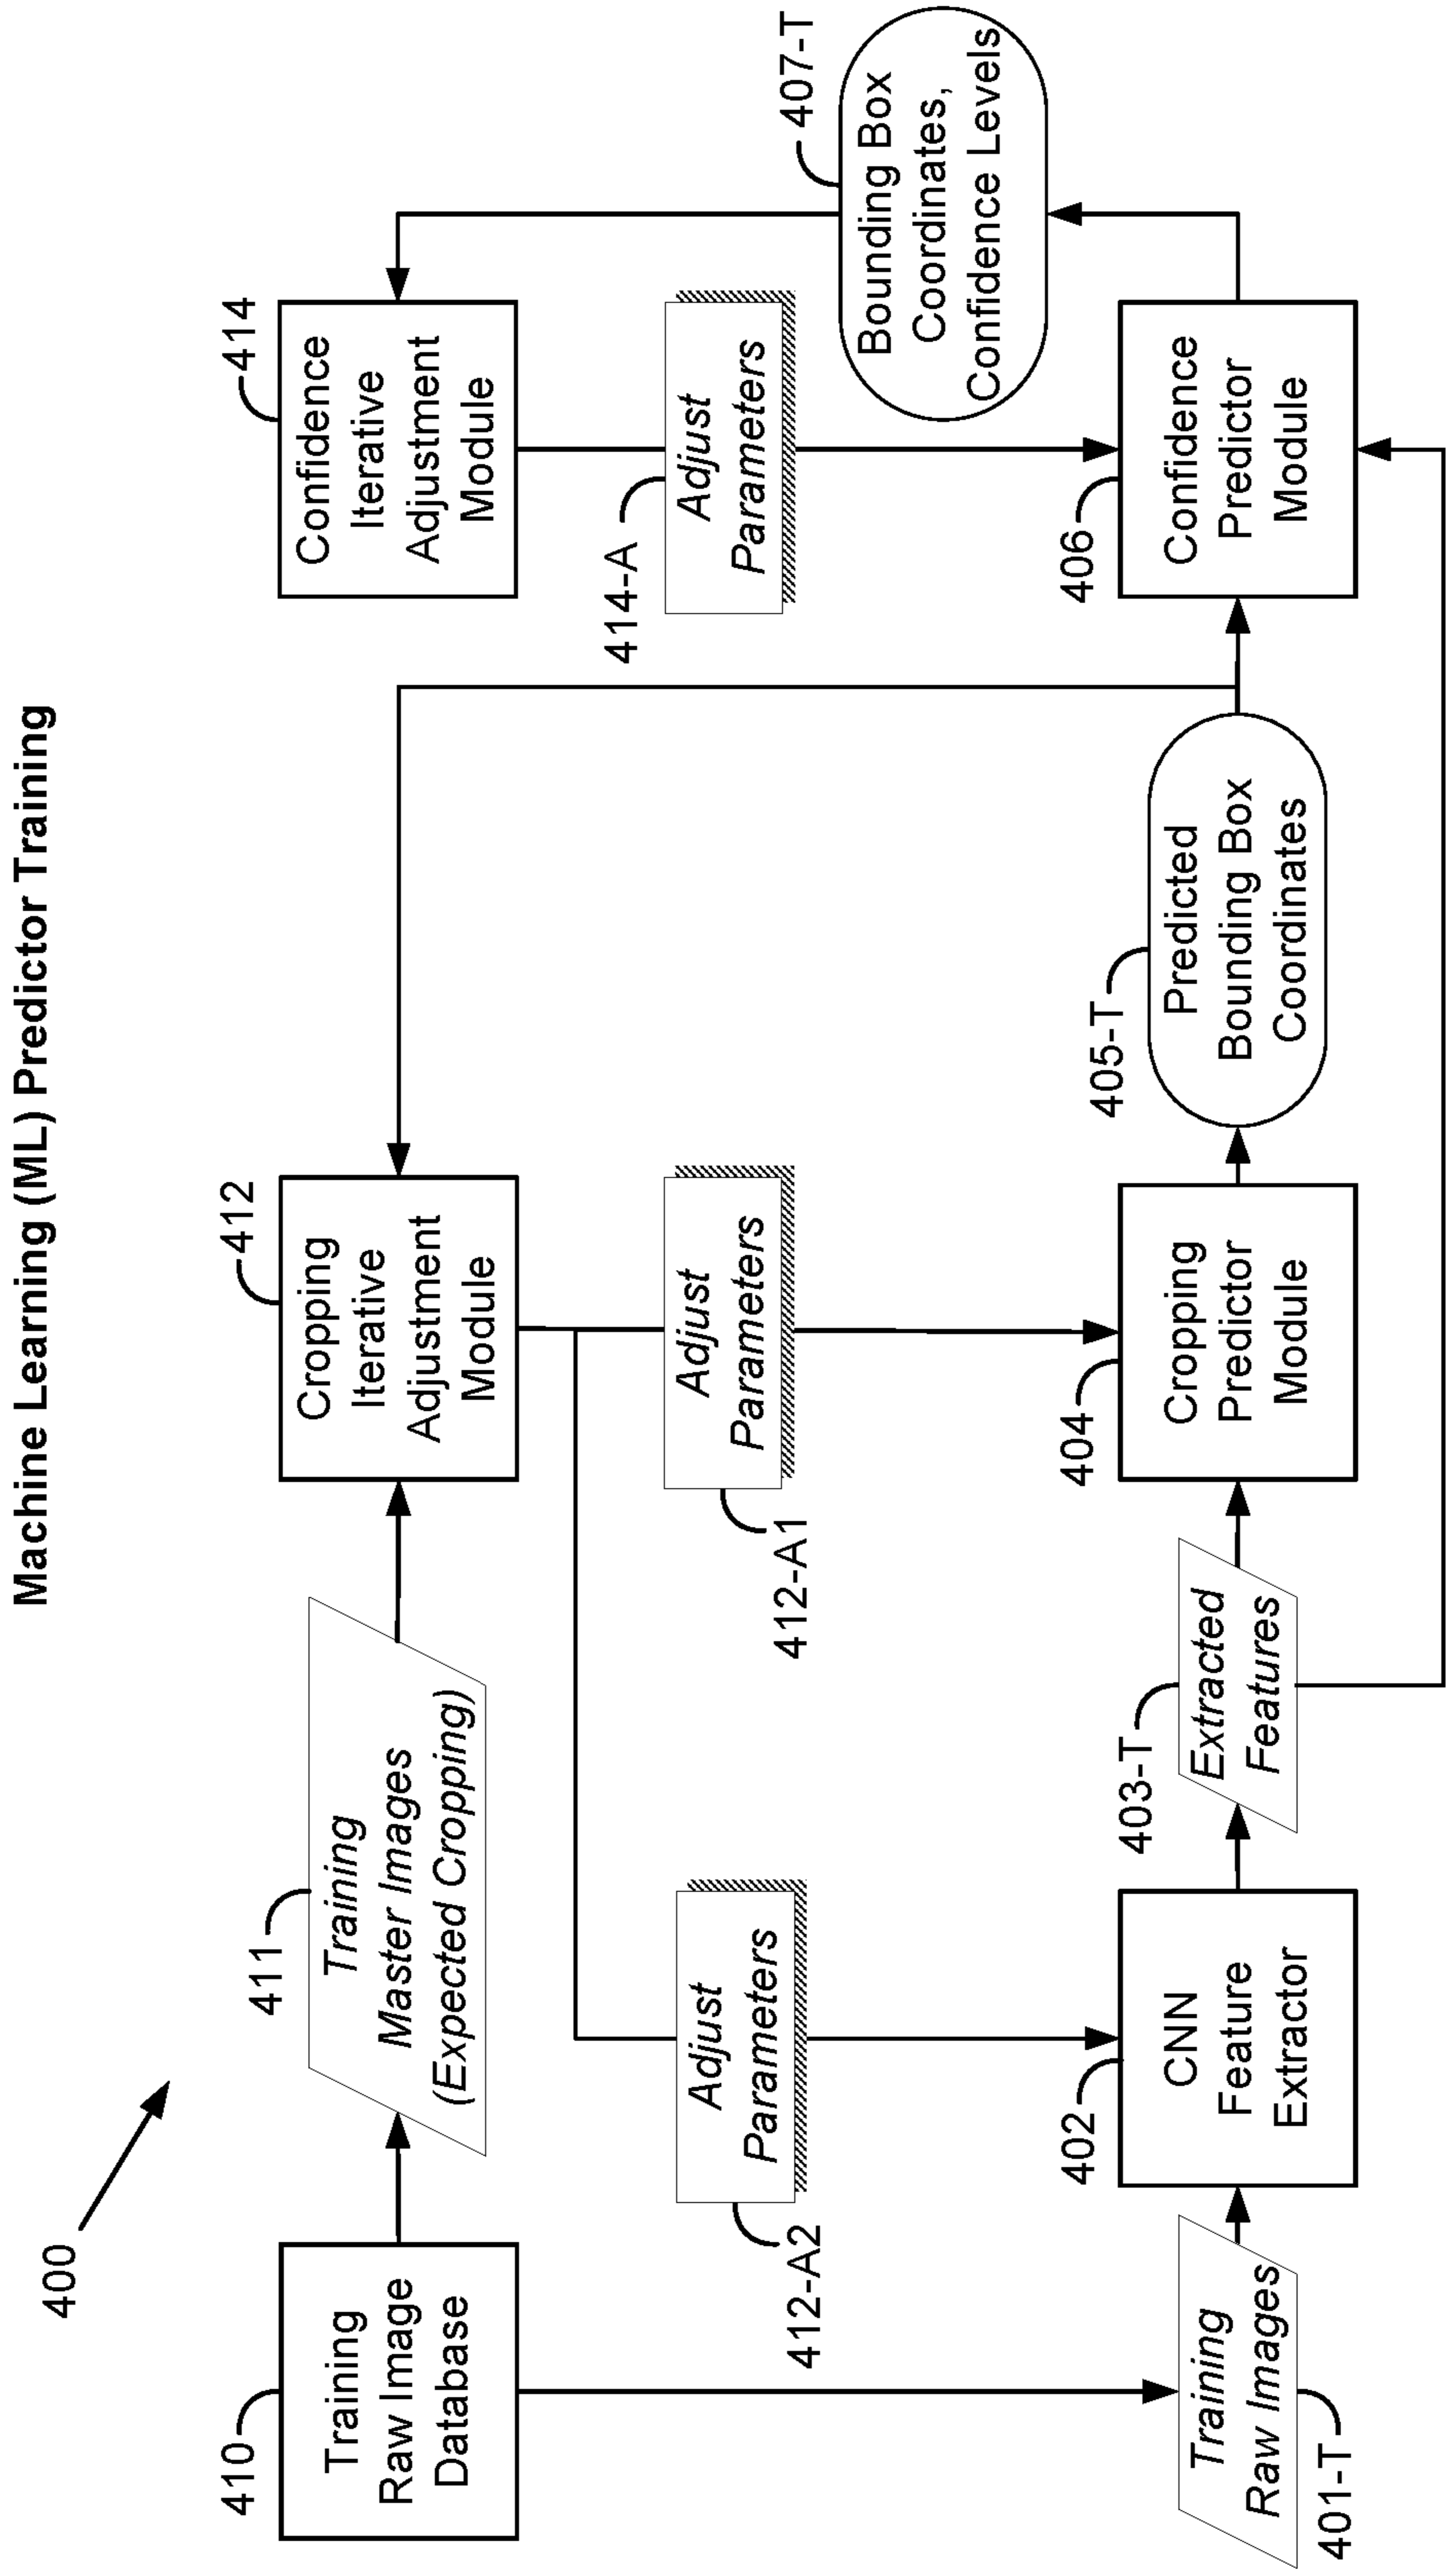 Machine Learning (ML) Predictor Training
400
410
Training
Raw Image
Database
411
Training
Master Images
(Expected Cropping)
412
Cropping
Iterative
Adjustment
Module
414
Confidence
Iterative
Adjustment
Module
412-A2
Adjust
Parameters
412-A1
Adjust
Parameters
414-A
Adjust
Parameters
407-T
Bounding Box
Coordinates,
Confidence Levels
401-T
Training
Raw Images
402
CNN
Feature
Extractor
403-T
Extracted
Features
404
Cropping
Predictor
Module
405-T
Predicted
Bounding Box
Coordinates
406
Confidence
Predictor
Module